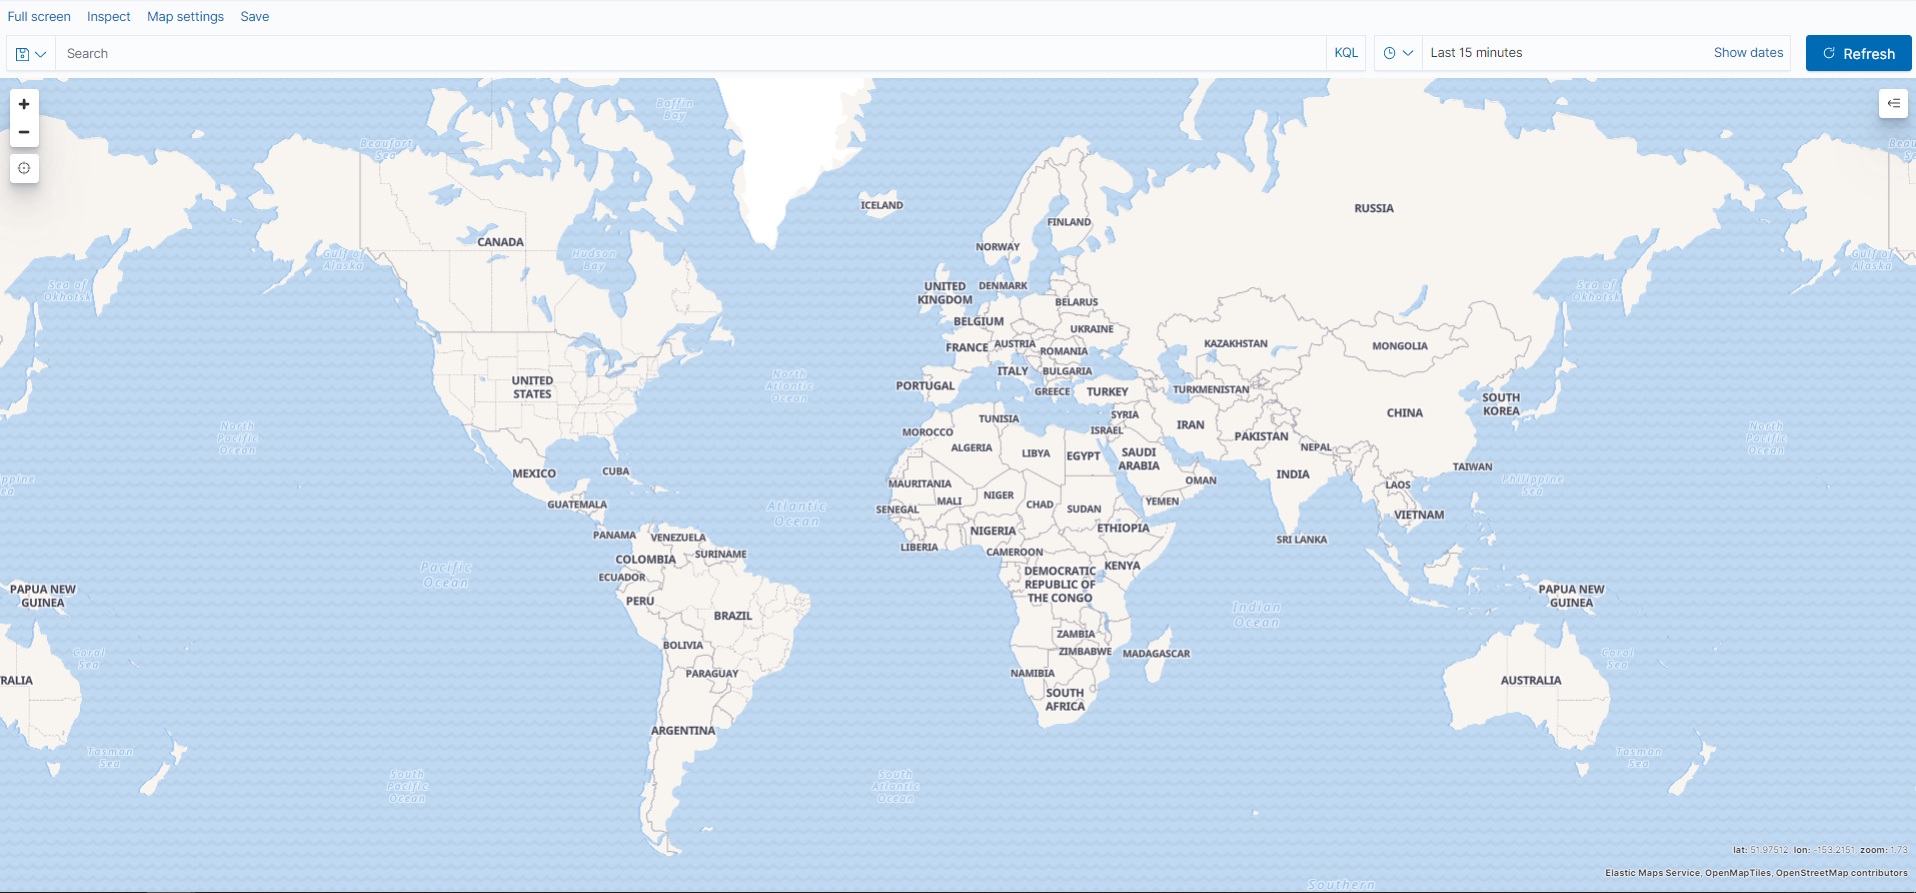 Full screen Inspect Map settings Save
Search KQL Last 15 minutes Show dates Refresh
Baffin
Bay
Beaufort
Sea
Beau
Se
ICELAND
RUSSIA
FINLAND
CANADA
NORWAY
Gulf of
Alaska
Hudson
Bay
Gulf of
Alaska
Sea of
Okhotsk
UNITED
KINGDOM
DENMARK
Sea of
Okhotsk
BELARUS
BELGIUM
UKRAINE
FRANCE
AUSTRIA
ROMANIA
KAZAKHSTAN
MONGOLIA
ITALY
BULGARIA
North
Atlantic
Ocean
UNITED
STATES
PORTUGAL
GREECE
TURKEY
TURKMENISTAN
SOUTH
KOREA
CHINA
SYRIA
TUNISIA
IRAN
North
Pacific
Ocean
MOROCCO
ISRAEL
PAKISTAN
North
Pacific
Ocean
ALGERIA
LIBYA
EGYPT
SAUDI
ARABIA
NEPAL
MEXICO
CUBA
INDIA
TAIWAN
ppine
ea
MAURITANIA
OMAN
LAOS
Philippine
Sea
MALI
NIGER
CHAD
SUDAN
YEMEN
GUATEMALA
Atlantic
Ocean
SENEGAL
VIETNAM
NIGERIA
ETHIOPIA
PANAMA
VENEZUELA
LIBERIA
SRI LANKA
CAMEROON
SURINAME
COLOMBIA
KENYA
Pacific
Ocean
ECUADOR
DEMOCRATIC
REPUBLIC OF
THE CONGO
PAPUA NEW
GUINEA
PERU
PAPUA NEW
GUINEA
BRAZIL
Indian
Ocean
ZAMBIA
BOLIVIA
ZIMBABWE
MADAGASCAR
Coral
Sea
Coral
Sea
PARAGUAY
NAMIBIA
RALIA
AUSTRALIA
SOUTH
AFRICA
ARGENTINA
Tasman
Sea
Tasman
Sea
South
Pacific
Ocean
South
Atlantic
Ocean
lat: 51.97512, lon: -153.2151, zoom: 1.73
Elastic Maps Service, OpenMapTiles, OpenStreetMap contributors
Southern